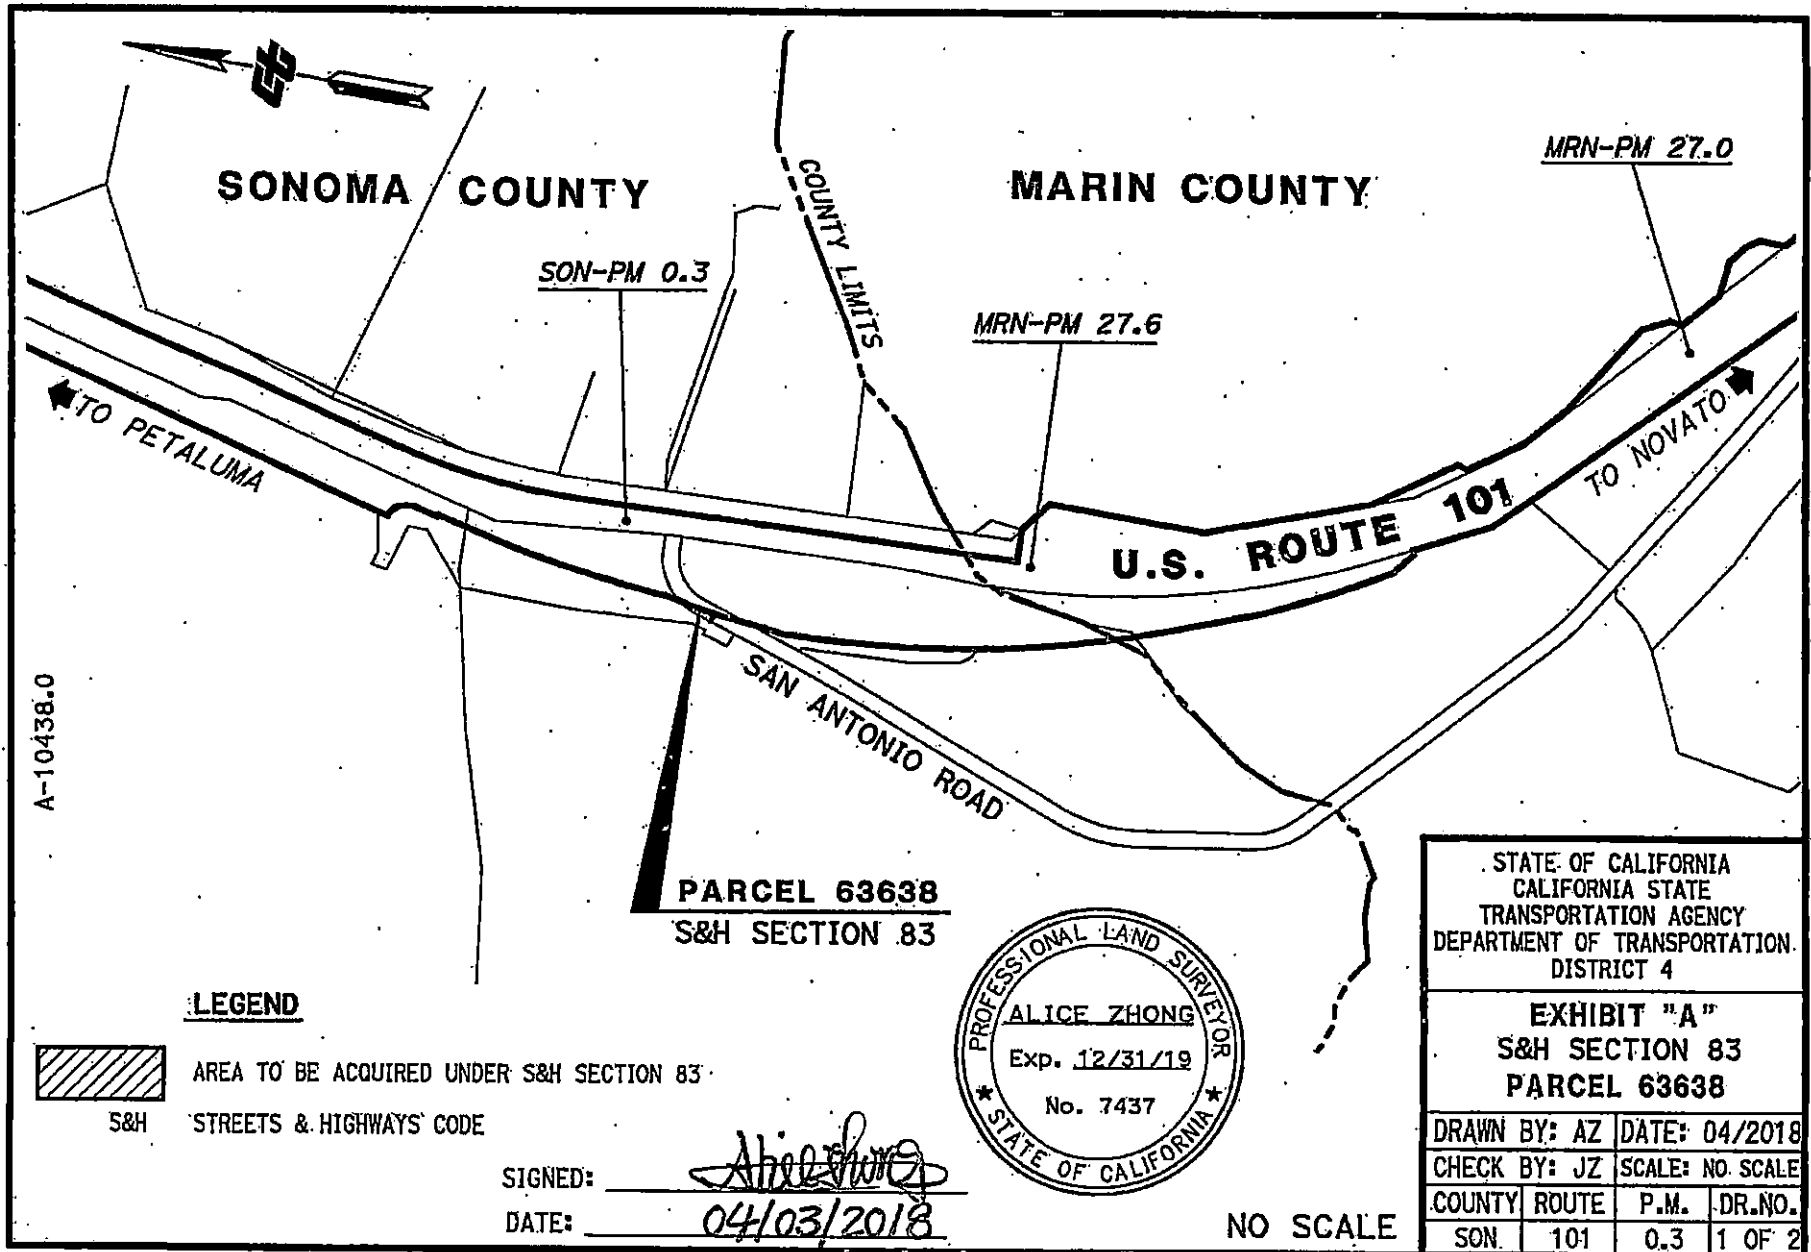 SONOMA COUNTY
MARIN COUNTY
MRN-PM 27.0
COUNTY LIMITS
SON-PM 0.3
MRN-PM 27.6
TO PETALUMA
TO NOVATO
U.S. ROUTE 101
SAN ANTONIO ROAD
A-10438.0
PARCEL 63638
S&H SECTION 83
LEGEND
AREA TO BE ACQUIRED UNDER S&H SECTION 83
S&H STREETS & HIGHWAYS CODE
SIGNED: Alice Zhong
DATE: 04/03/2018
PROFESSIONAL LAND SURVEYOR
ALICE ZHONG
Exp. 12/31/19
No. 7437
STATE OF CALIFORNIA
NO SCALE
STATE OF CALIFORNIA
CALIFORNIA STATE
TRANSPORTATION AGENCY
DEPARTMENT OF TRANSPORTATION
DISTRICT 4
EXHIBIT "A"
S&H SECTION 83
PARCEL 63638
DRAWN BY: AZ DATE: 04/2018
CHECK BY: JZ SCALE: NO SCALE
COUNTY ROUTE P.M. DR.NO.
SON 101 0.3 1 OF 2